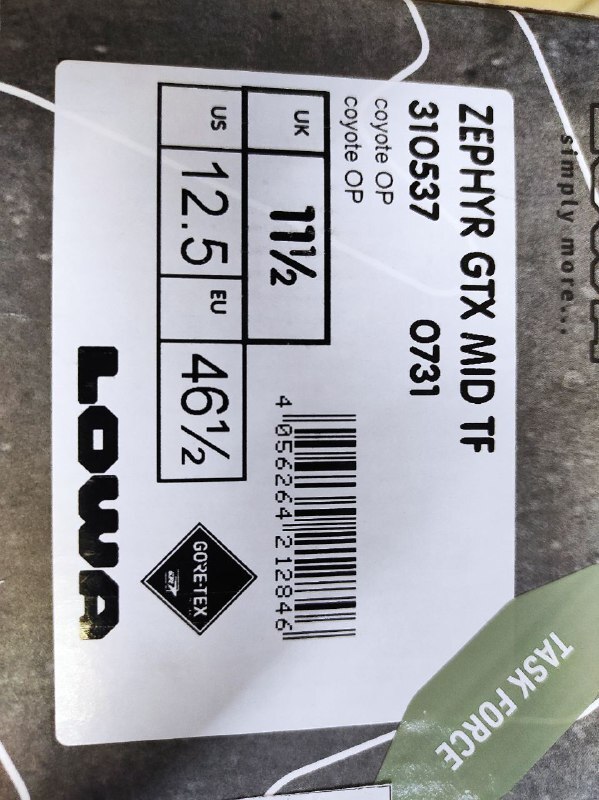 ZEPHYR GTX MID TF
310537 0731
coyote OP
coyote OP
UK 11½
US 12.5 EU 46½
4 056264 212846
GORE-TEX
LOWA
simply more...
TASK FORCE